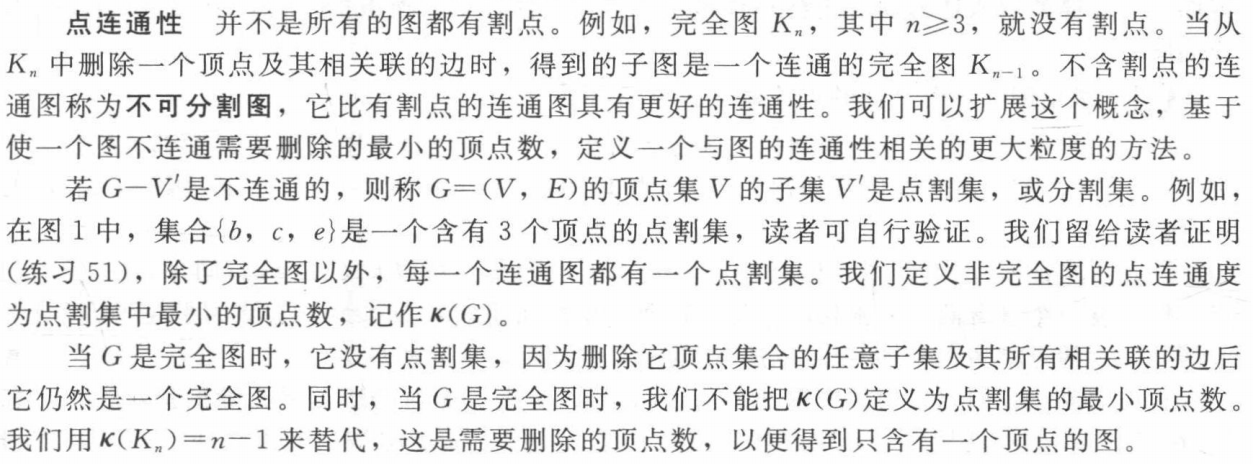 点连通性 并不是所有的图都有割点。例如，完全图 Kₙ，其中 n≥3，就没有割点。当从
Kₙ 中删除一个顶点及其相关联的边时，得到的子图是一个连通的完全图 Kₙ₋₁。不含割点的连
通图称为不可分割图，它比有割点的连通图具有更好的连通性。我们可以扩展这个概念，基于
使一个图不连通需要删除的最小的顶点数，定义一个与图的连通性相关的更大粒度的方法。
若 G−V′是不连通的，则称 G=(V，E)的顶点集 V 的子集 V′是点割集，或分割集。例如，
在图 1 中，集合{b，c，e}是一个含有 3 个顶点的点割集，读者可自行验证。我们留给读者证明
(练习 51)，除了完全图以外，每一个连通图都有一个点割集。我们定义非完全图的点连通度
为点割集中最小的顶点数，记作 κ(G)。
当 G 是完全图时，它没有点割集，因为删除它顶点集合的任意子集及其所有相关联的边后
它仍然是一个完全图。同时，当 G 是完全图时，我们不能把 κ(G)定义为点割集的最小顶点数。
我们用 κ(Kₙ)=n−1 来替代，这是需要删除的顶点数，以便得到只含有一个顶点的图。